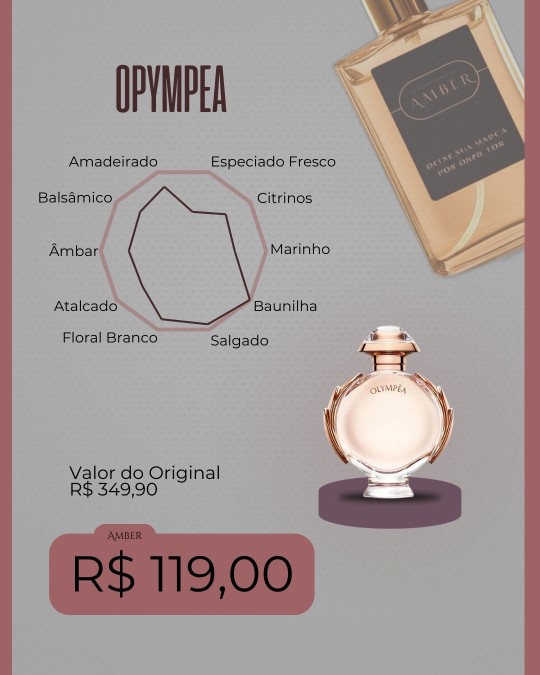 OPYMPEA
AMBER
DEIXE SUA MARCA
POR ONDE FOR
Amadeirado
Especiado Fresco
Balsâmico
Citrinos
Âmbar
Marinho
Atalcado
Baunilha
Floral Branco
Salgado
OLYMPÉA
Valor do Original
R$ 349,90
AMBER
R$ 119,00